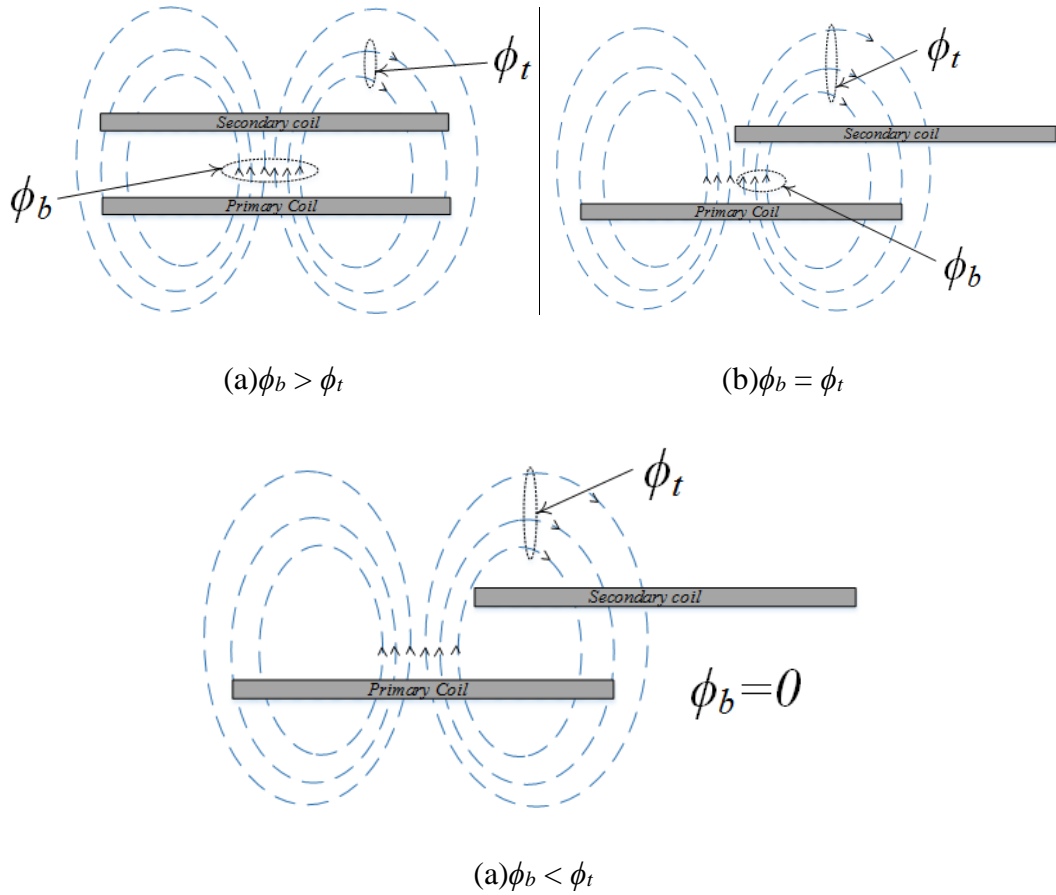 ϕt
Secondary coil
ϕb
Primary Coil
(a)ϕb > ϕt
ϕt
Secondary coil
Primary Coil
ϕb
(b)ϕb = ϕt
ϕt
Secondary coil
Primary Coil
ϕb=0
(a)ϕb < ϕt